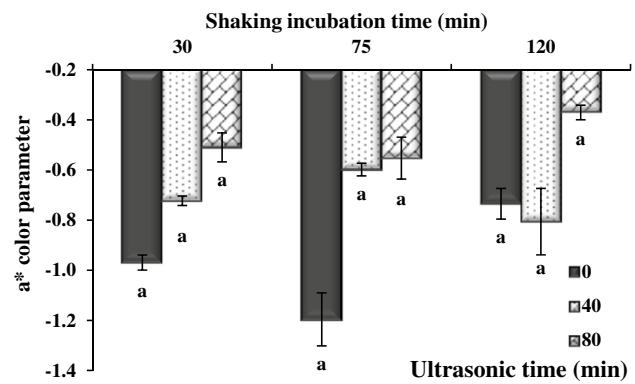 Shaking incubation time (min)
30 75 120
a* color parameter
-0.2
-0.4
-0.6
-0.8
-1.0
-1.2
-1.4
a
a
a
a
a
a
a
a
a
0
40
80
Ultrasonic time (min)